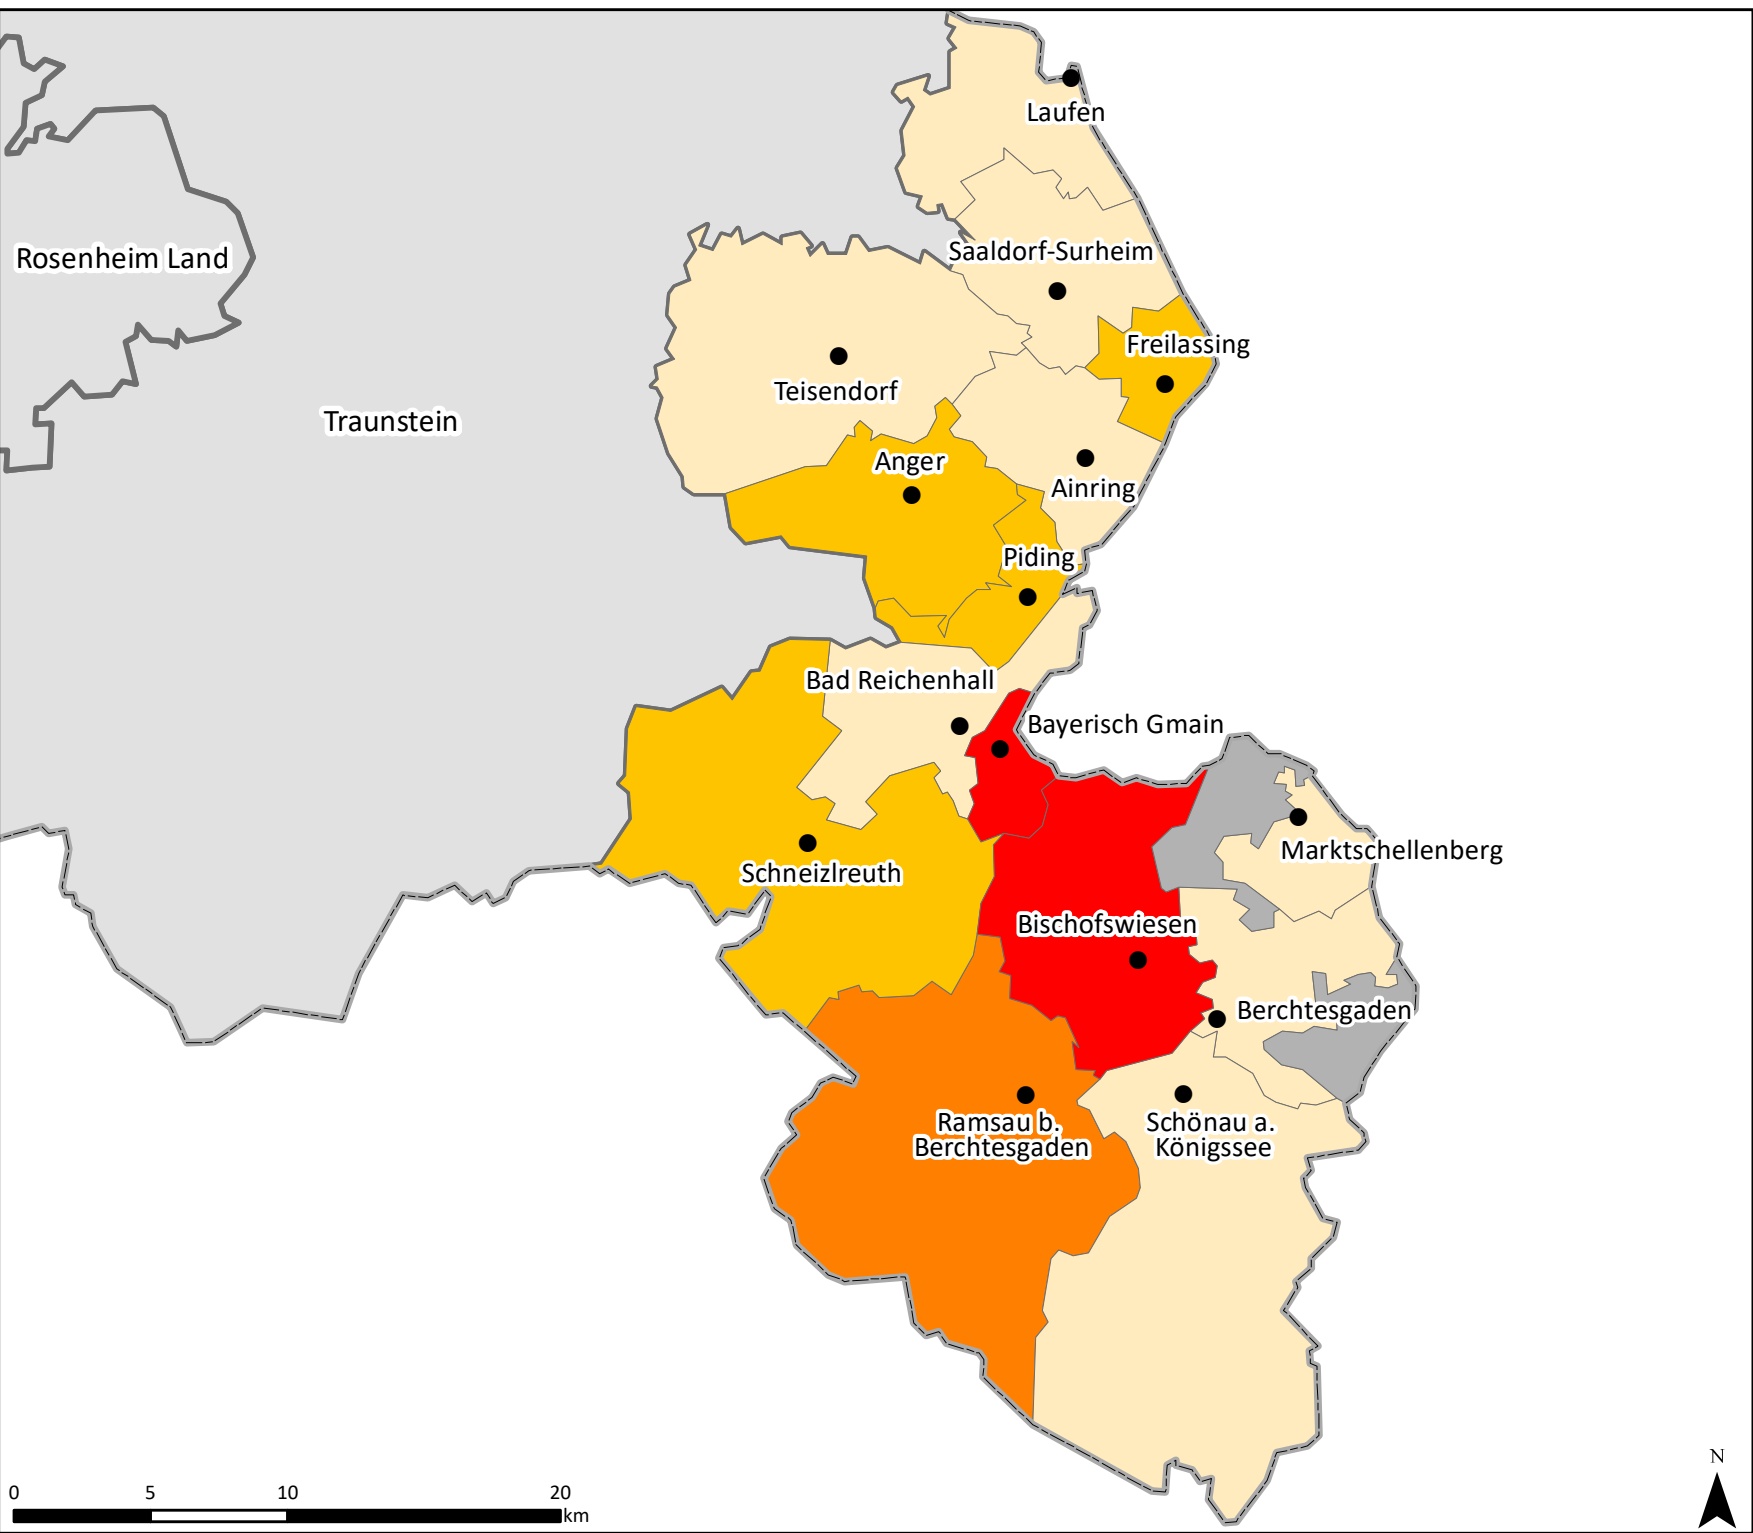 Laufen
Saaldorf-Surheim
Rosenheim Land
Freilassing
Teisendorf
Traunstein
Anger
Ainring
Piding
Bad Reichenhall
Bayerisch Gmain
Marktschellenberg
Schneizlreuth
Bischofswiesen
Berchtesgaden
Ramsau b.
Berchtesgaden
Schönau a.
Königssee
N
0 5 10 20
km